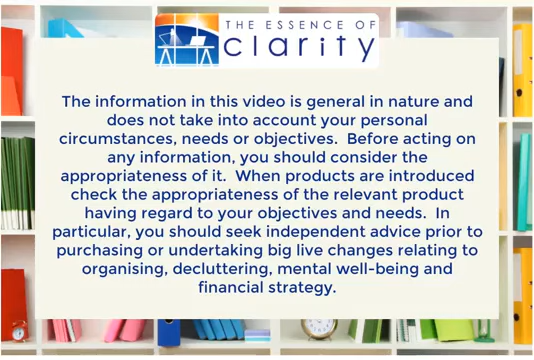 THE ESSENCE OF
clarity
The information in this video is general in nature and
does not take into account your personal
circumstances, needs or objectives. Before acting on
any information, you should consider the
appropriateness of it. When products are introduced
check the appropriateness of the relevant product
having regard to your objectives and needs. In
particular, you should seek independent advice prior to
purchasing or undertaking big live changes relating to
organising, decluttering, mental well-being and
financial strategy.